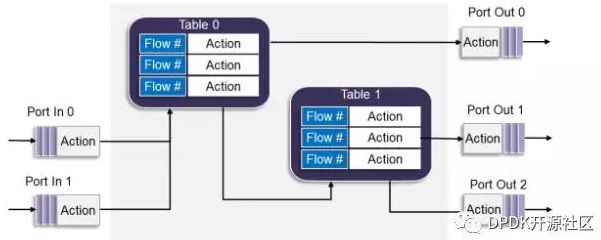 Table 0
Flow # Action
Flow # Action
Flow # Action
Port Out 0
Action
Table 1
Flow # Action
Flow # Action
Flow # Action
Port In 0
Action
Port In 1
Action
Port Out 1
Action
Port Out 2
Action
DPDK开源社区